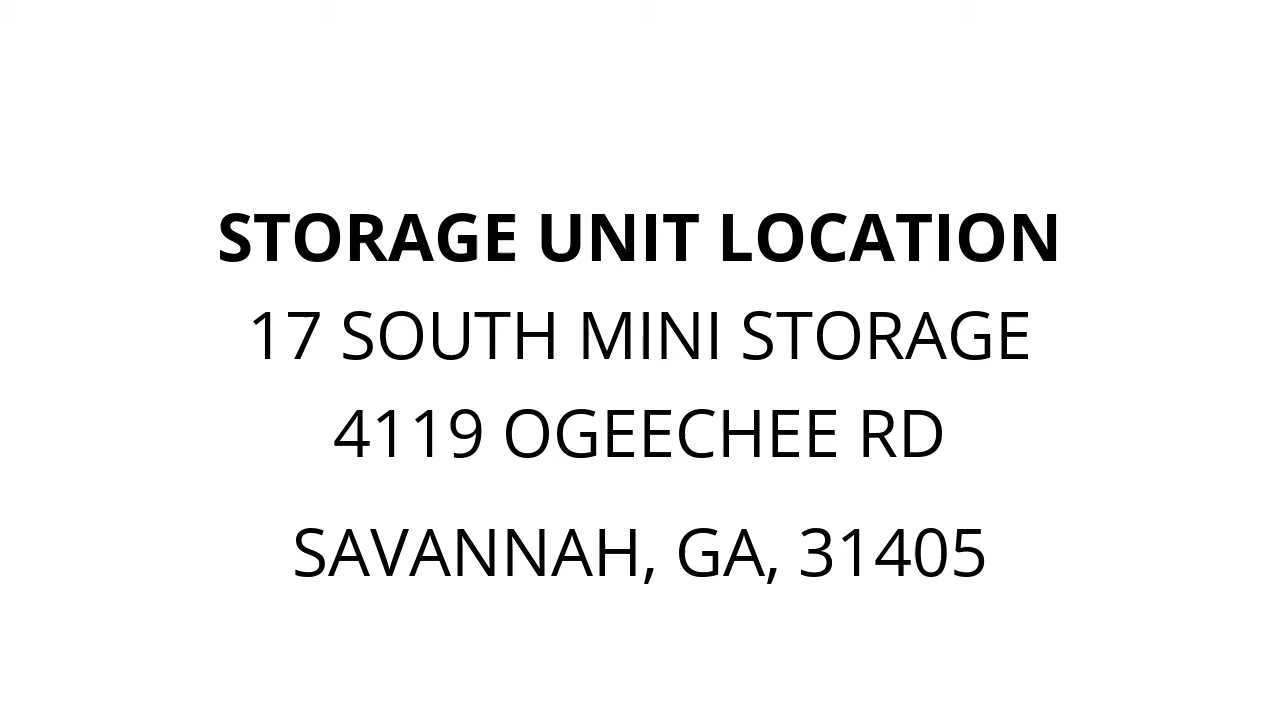 STORAGE UNIT LOCATION
17 SOUTH MINI STORAGE
4119 OGEECHEE RD
SAVANNAH, GA, 31405